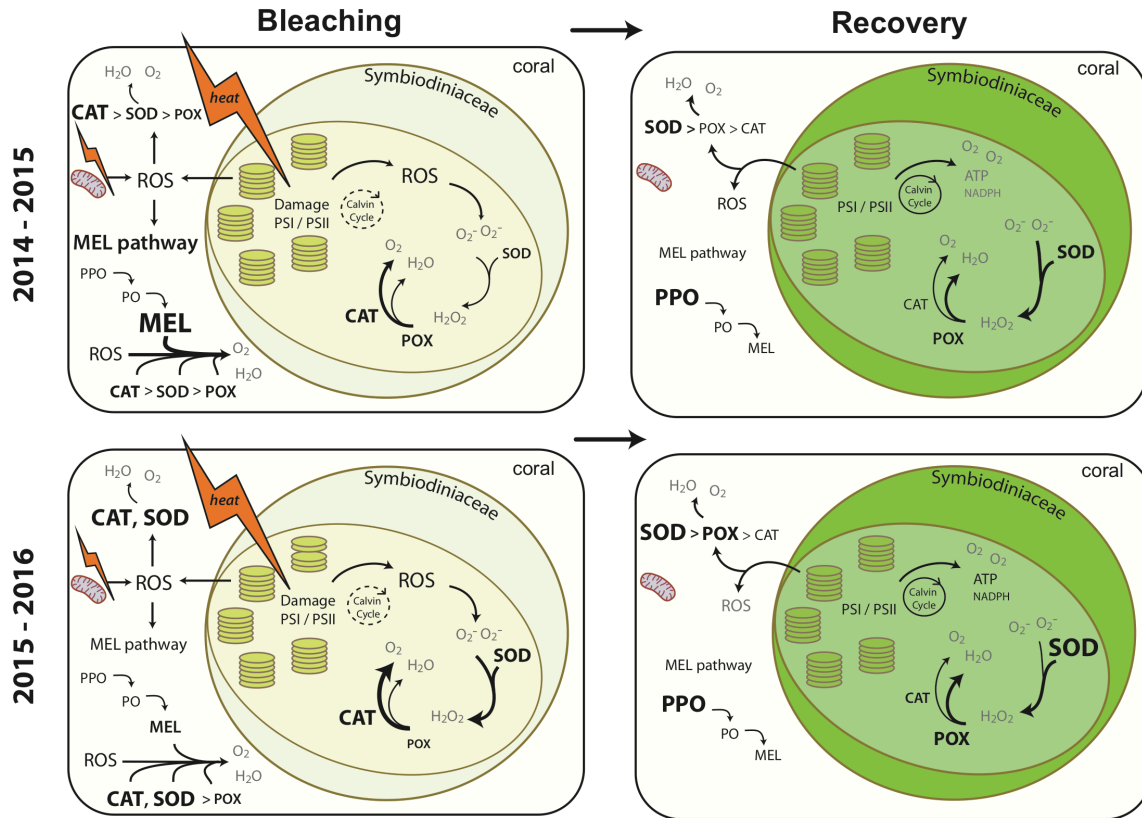 Bleaching
Recovery
2014 - 2015
coral
Symbiodiniaceae
heat
H₂O O₂
CAT > SOD > POX
ROS
MEL pathway
PPO
PO
MEL
ROS
O₂
H₂O
CAT > SOD > POX
Damage
PSI / PSII
Calvin
Cycle
ROS
O₂⁻ O₂⁻
SOD
H₂O₂
O₂
H₂O
CAT
POX
coral
Symbiodiniaceae
H₂O O₂
SOD > POX > CAT
ROS
MEL pathway
PPO
PO
MEL
PSI / PSII
Calvin
Cycle
O₂ O₂
ATP
NADPH
O₂⁻ O₂⁻
SOD
H₂O₂
O₂
H₂O
CAT
POX
2015 - 2016
coral
Symbiodiniaceae
heat
H₂O O₂
CAT, SOD
ROS
MEL pathway
PPO
PO
MEL
ROS
O₂
H₂O
CAT, SOD > POX
Damage
PSI / PSII
Calvin
Cycle
ROS
O₂⁻ O₂⁻
SOD
H₂O₂
O₂
H₂O
CAT
POX
coral
Symbiodiniaceae
H₂O O₂
SOD > POX > CAT
ROS
MEL pathway
PPO
PO
MEL
PSI / PSII
Calvin
Cycle
O₂ O₂
ATP
NADPH
O₂⁻ O₂⁻
SOD
H₂O₂
O₂
H₂O
CAT
POX